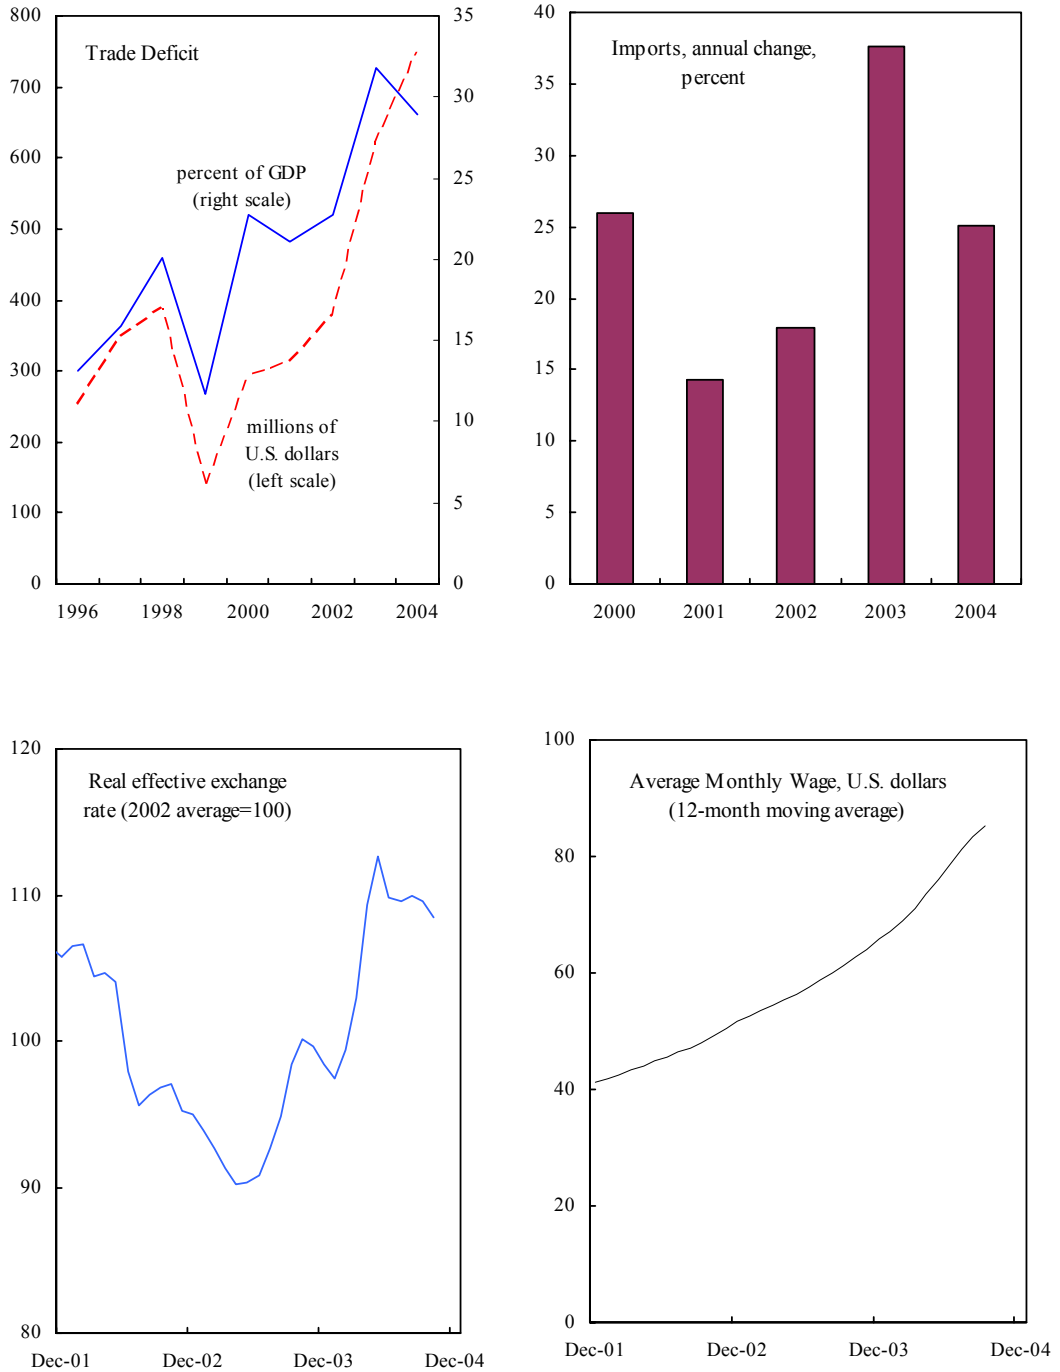 Trade Deficit
percent of GDP
(right scale)
millions of
U.S. dollars
(left scale)
800
700
600
500
400
300
200
100
0
35
30
25
20
15
10
5
0
1996 1998 2000 2002 2004
Imports, annual change,
percent
40
35
30
25
20
15
10
5
0
2000 2001 2002 2003 2004
Real effective exchange
rate (2002 average=100)
120
110
100
90
80
Dec-01 Dec-02 Dec-03 Dec-04
Average Monthly Wage, U.S. dollars
(12-month moving average)
100
80
60
40
20
0
Dec-01 Dec-02 Dec-03 Dec-04